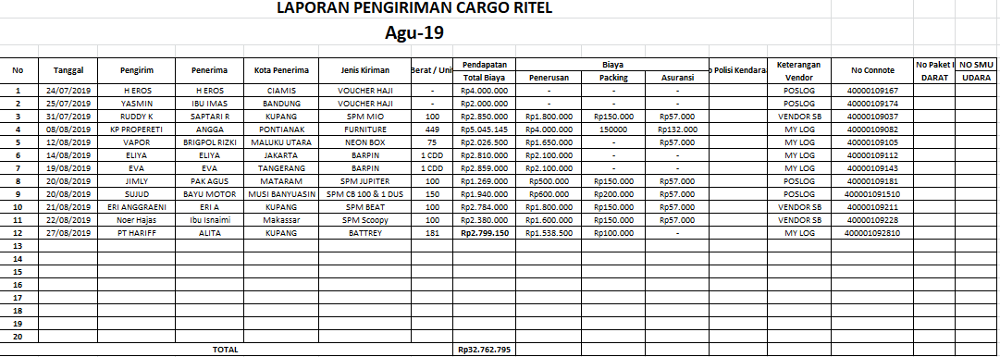 LAPORAN PENGIRIMAN CARGO RITEL
Agu-19
No Tanggal Pengirim Penerima Kota Penerima Jenis Kiriman Berat / Uni Pendapatan Biaya o Polisi Kendara Keterangan Vendor No Connote No Paket I DARAT NO SMU UDARA
Total Biaya Penerusan Packing Asuransi
1 24/07/2019 H EROS H EROS CIAMIS VOUCHER HAJI - Rp4.000.000 - - - POSLOG 40000109167
2 25/07/2019 YASMIN IBU IMAS BANDUNG VOUCHER HAJI - Rp2.000.000 - - - POSLOG 40000109174
3 31/07/2019 RUDDY K SAPTARI R KUPANG SPM MIO 100 Rp2.850.000 Rp1.800.000 Rp150.000 Rp57.000 VENDOR SB 40000109037
4 08/08/2019 KP PROPERETI ANGGA PONTIANAK FURNITURE 449 Rp5.045.145 Rp4.000.000 150000 Rp132.000 MY LOG 40000109082
5 12/08/2019 VAPOR BRIGPOL RIZKI MALUKU UTARA NEON BOX 75 Rp2.026.500 Rp1.650.000 - Rp57.000 MY LOG 40000109105
6 14/08/2019 ELIYA ELIYA JAKARTA BARPIN 1 CDD Rp2.810.000 Rp2.100.000 - - MY LOG 40000109112
7 19/08/2019 EVA EVA TANGERANG BARPIN 1 CDD Rp2.859.000 Rp2.100.000 - - MY LOG 40000109143
8 20/08/2019 JIMLY PAK AGUS MATARAM SPM JUPITER 100 Rp1.269.000 Rp500.000 Rp150.000 Rp57.000 POSLOG 40000109181
9 20/08/2019 SUJUD BAYU MOTOR MUSI BANYUASIN SPM CB 100 & 1 DUS 150 Rp1.940.000 Rp600.000 Rp200.000 Rp57.000 POSLOG 400001091510
10 21/08/2019 ERI ANGGRAENI ERI A KUPANG SPM BEAT 100 Rp2.784.000 Rp1.800.000 Rp150.000 Rp57.000 VENDOR SB 40000109211
11 22/08/2019 Noer Hajas Ibu Isnaimi Makassar SPM Scoopy 100 Rp2.380.000 Rp1.600.000 Rp150.000 Rp57.000 VENDOR SB 40000109228
12 27/08/2019 PT HARIFF ALITA KUPANG BATTREY 181 Rp2.799.150 Rp1.538.500 Rp100.000 - MY LOG 400001092810
13
14
15
16
17
18
19
20
TOTAL Rp32.762.795